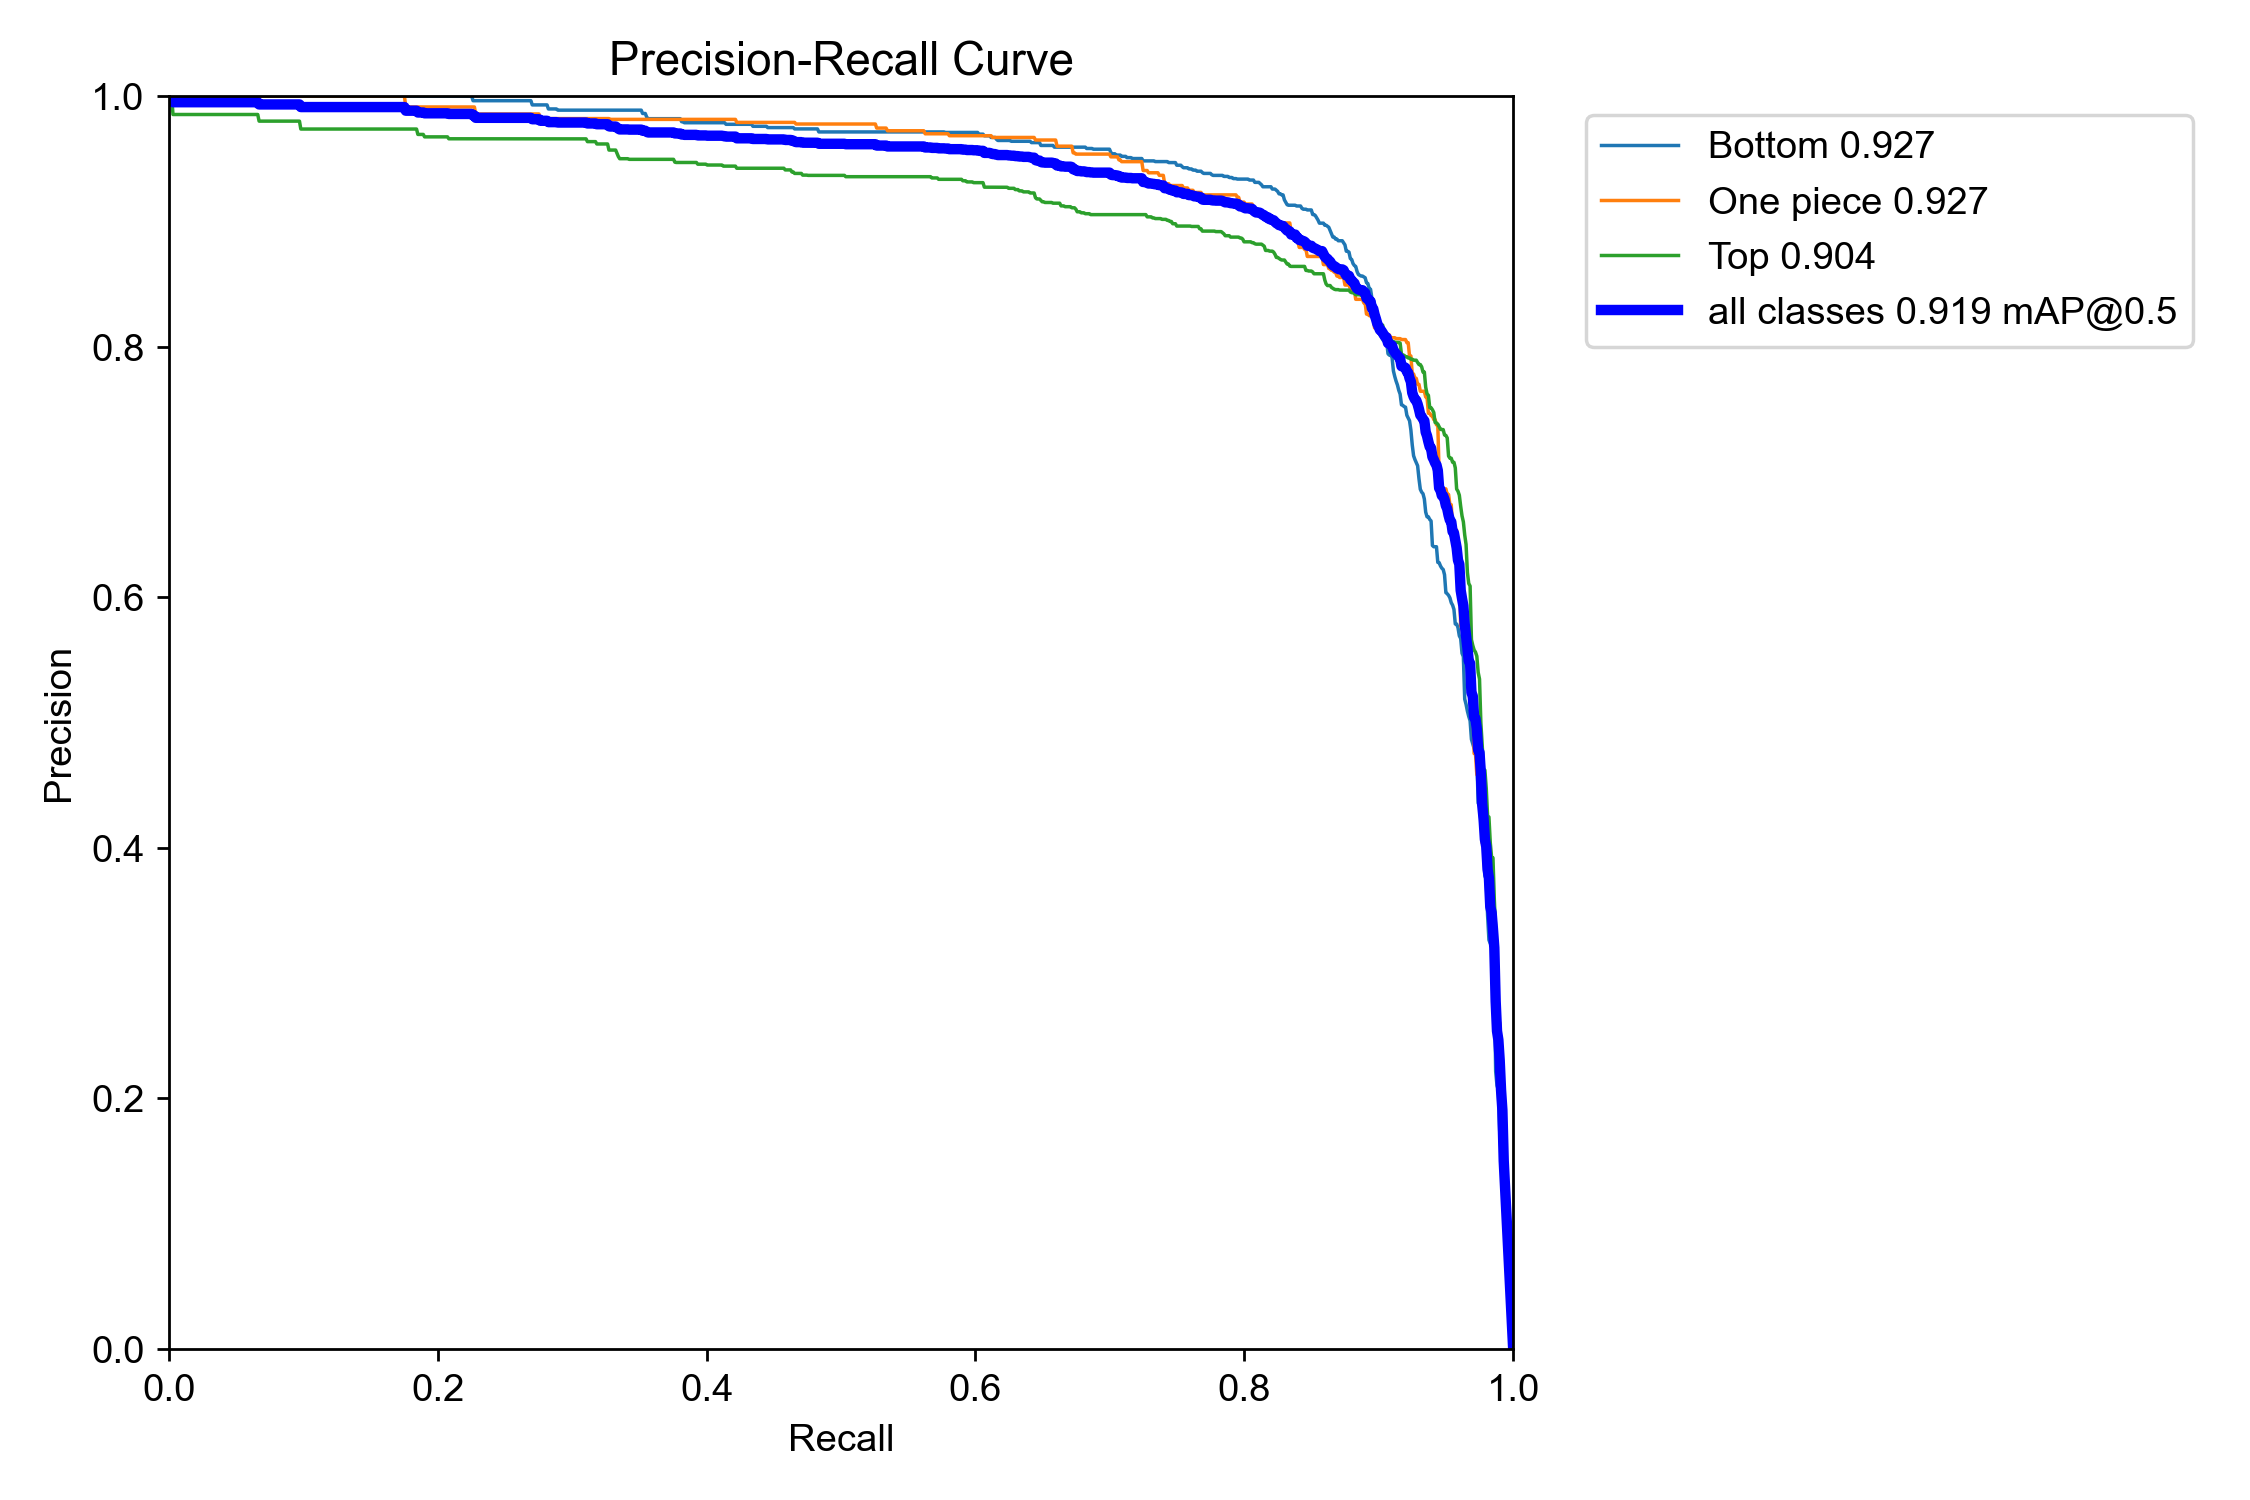 Precision-Recall Curve
1.0
0.8
0.6
0.4
0.2
0.0
Precision
0.0 0.2 0.4 0.6 0.8 1.0
Recall
Bottom 0.927
One piece 0.927
Top 0.904
all classes 0.919 mAP@0.5